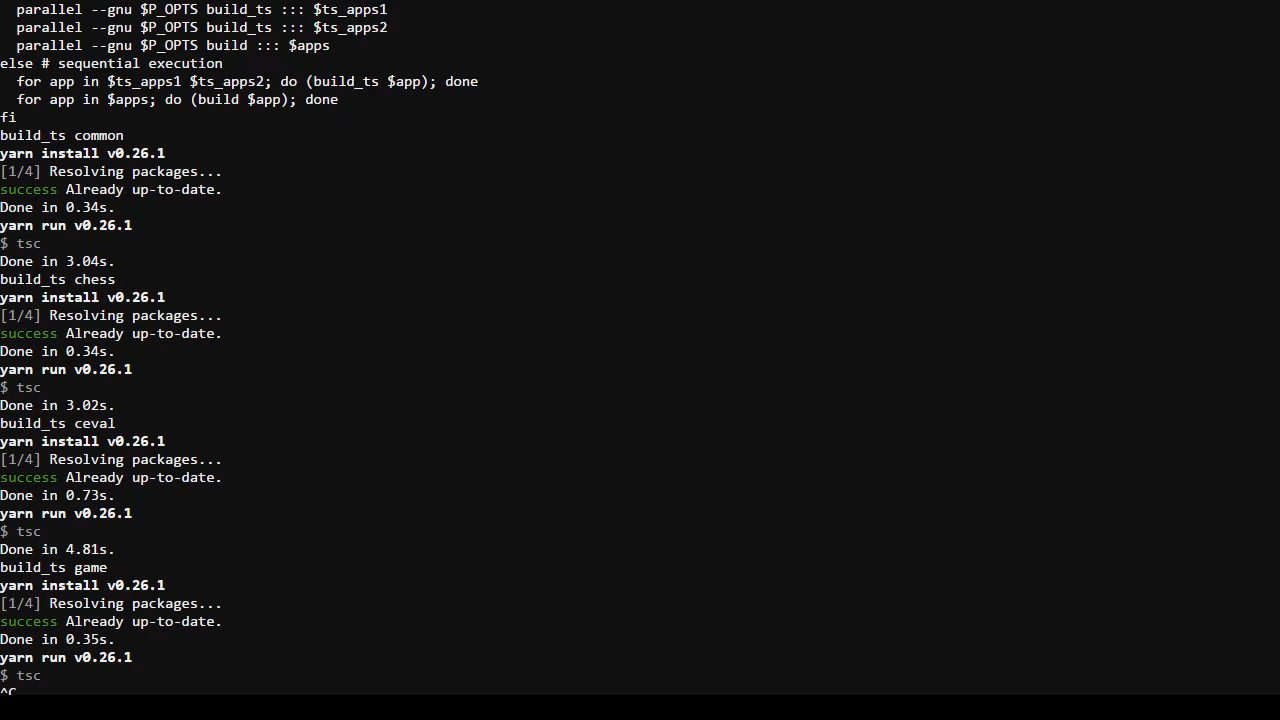 parallel --gnu $P_OPTS build_ts ::: $ts_apps1
parallel --gnu $P_OPTS build_ts ::: $ts_apps2
parallel --gnu $P_OPTS build ::: $apps
else # sequential execution
for app in $ts_apps1 $ts_apps2; do (build_ts $app); done
for app in $apps; do (build $app); done
fi
build_ts common
yarn install v0.26.1
[1/4] Resolving packages...
success Already up-to-date.
Done in 0.34s.
yarn run v0.26.1
$ tsc
Done in 3.04s.
build_ts chess
yarn install v0.26.1
[1/4] Resolving packages...
success Already up-to-date.
Done in 0.34s.
yarn run v0.26.1
$ tsc
Done in 3.02s.
build_ts ceval
yarn install v0.26.1
[1/4] Resolving packages...
success Already up-to-date.
Done in 0.73s.
yarn run v0.26.1
$ tsc
Done in 4.81s.
build_ts game
yarn install v0.26.1
[1/4] Resolving packages...
success Already up-to-date.
Done in 0.35s.
yarn run v0.26.1
$ tsc
^C